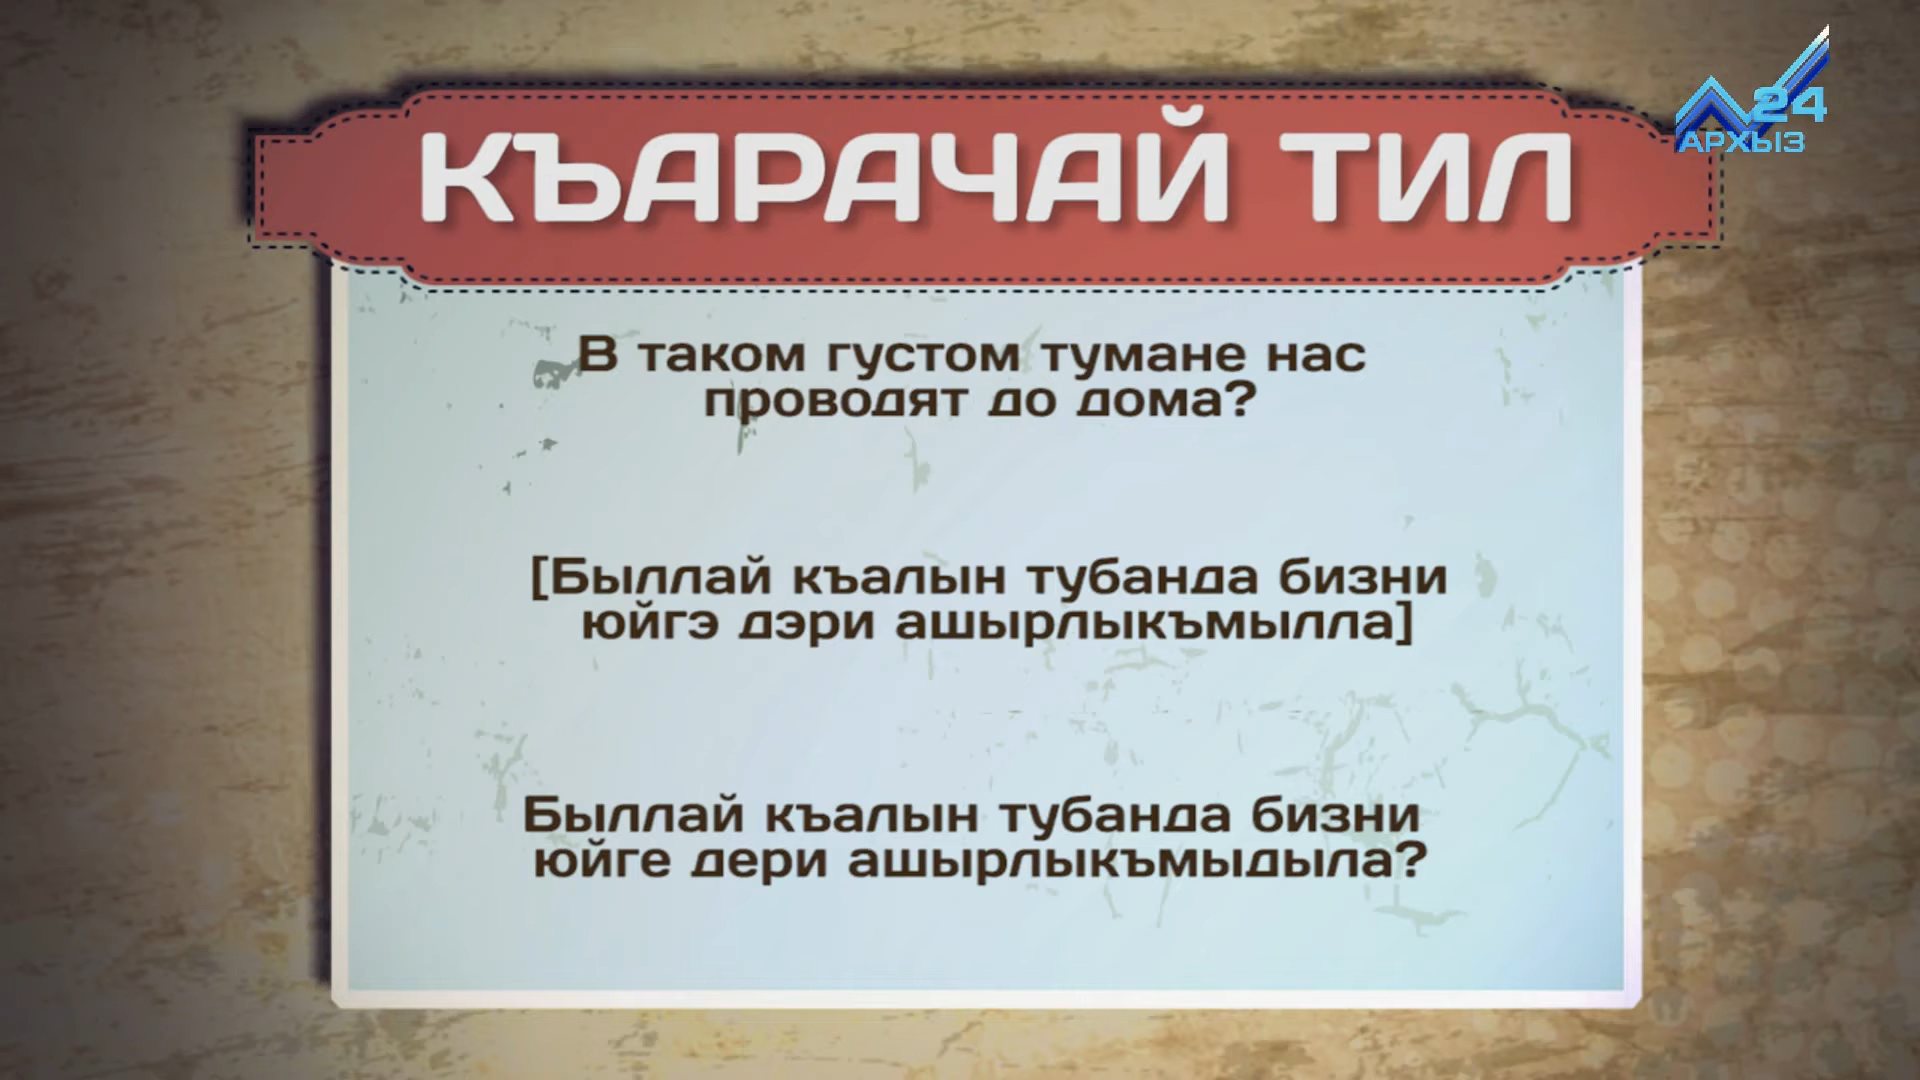 24
АРХЫЗ
КЪАРАЧАЙ ТИЛ
В таком густом тумане нас
проводят до дома?
[Быллай къалын тубанда бизни
юйгэ дэри ашырлыкъмылла]
Быллай къалын тубанда бизни
юйге дери ашырлыкъмыдыла?